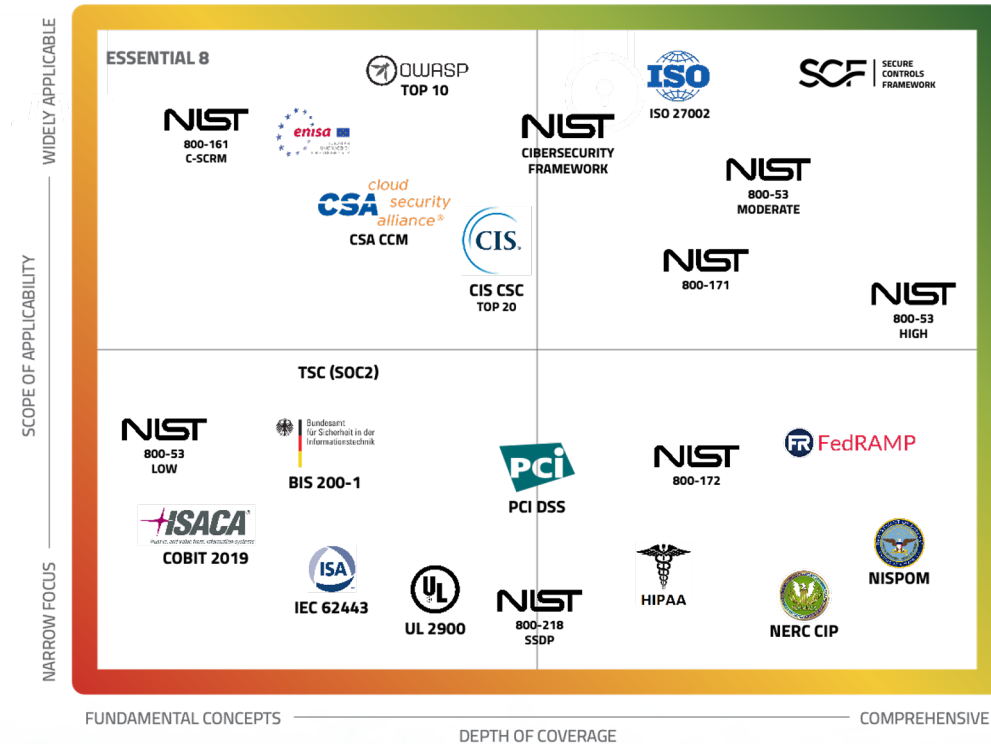 WIDELY APPLICABLE
SCOPE OF APPLICABILITY
NARROW FOCUS
ESSENTIAL 8
OWASP
TOP 10
NIST
800-161
C-SCRM
enisa
cloud
security
alliance®
CSA
CSA CCM
CIS.
CIS CSC
TOP 20
NIST
CIBERSECURITY
FRAMEWORK
ISO
ISO 27002
SCF
SECURE
CONTROLS
FRAMEWORK
NIST
800-53
MODERATE
NIST
800-171
NIST
800-53
HIGH
TSC (SOC2)
NIST
800-53
LOW
Bundesamt
für Sicherheit in der
Informationstechnik
BIS 200-1
ISACA
COBIT 2019
ISA
IEC 62443
UL
UL 2900
PCi
PCI DSS
NIST
800-218
SSDP
NIST
800-172
FR FedRAMP
HIPAA
NERC CIP
NISPOM
FUNDAMENTAL CONCEPTS
DEPTH OF COVERAGE
COMPREHENSIVE